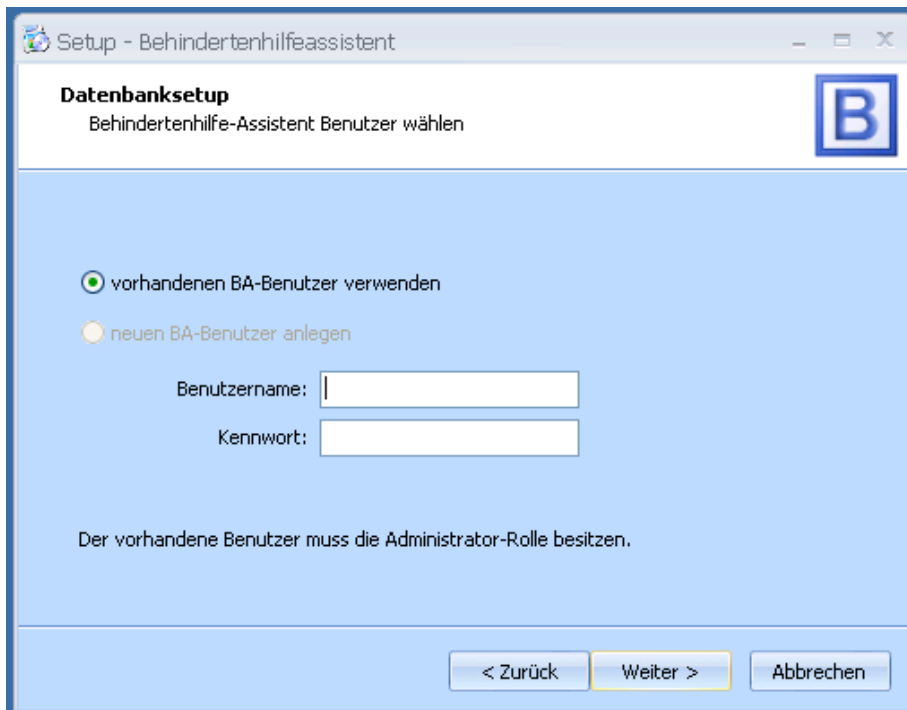 Setup - Behindertenhilfeassistent
Datenbanksetup
Behindertenhilfe-Assistent Benutzer wählen
B
vorhandenen BA-Benutzer verwenden
neuen BA-Benutzer anlegen
Benutzername:
Kennwort:
Der vorhandene Benutzer muss die Administrator-Rolle besitzen.
< Zurück
Weiter >
Abbrechen